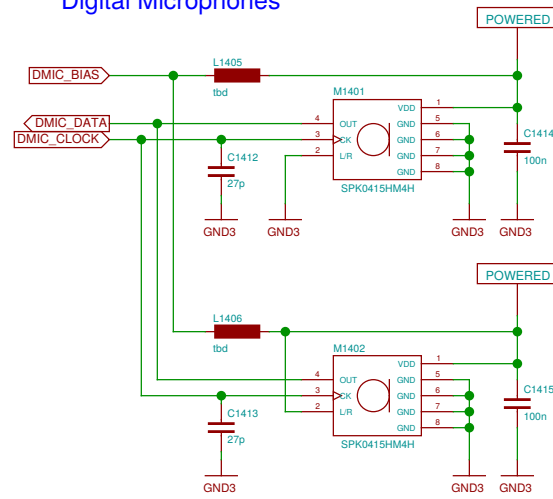 Digital Microphones
POWERED
L1405
DMIC_BIAS
tbd
M1401
DMIC_DATA
DMIC_CLOCK
4 OUT
3 CK
2 L/R
VDD 1
GND 5
GND 6
GND 7
GND 8
SPK0415HM4H
C1412
27p
C1414
100n
GND3
GND3
GND3
GND3
POWERED
L1406
tbd
M1402
4 OUT
3 CK
2 L/R
VDD 1
GND 5
GND 6
GND 7
GND 8
SPK0415HM4H
C1413
27p
C1415
100n
GND3
GND3
GND3